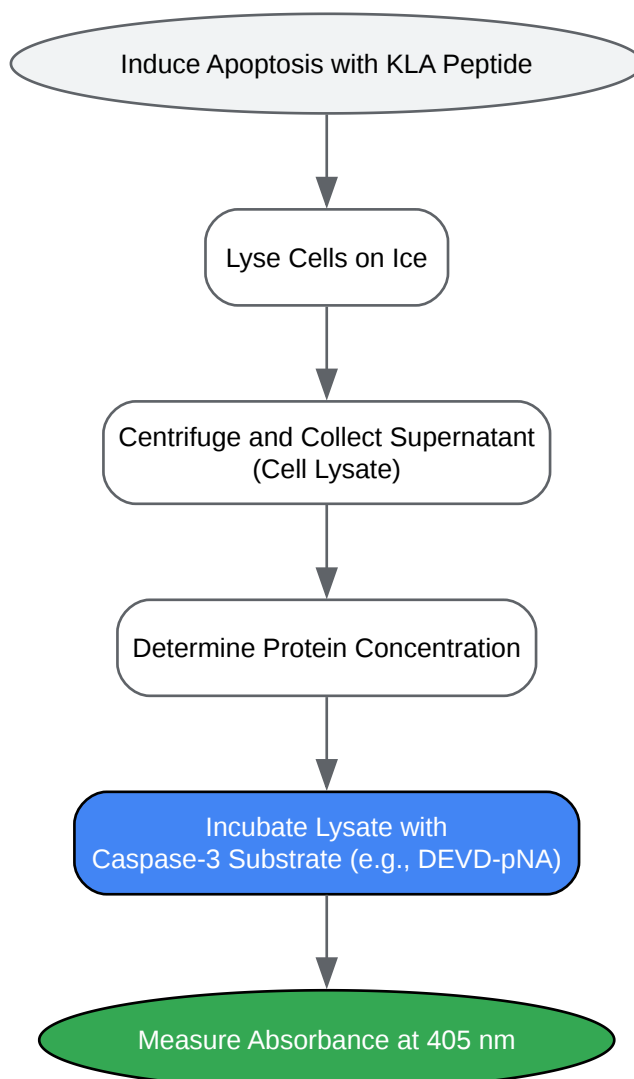 Induce Apoptosis with KLA Peptide
Lyse Cells on Ice
Centrifuge and Collect Supernatant
(Cell Lysate)
Determine Protein Concentration
Incubate Lysate with
Caspase-3 Substrate (e.g., DEVD-pNA)
Measure Absorbance at 405 nm